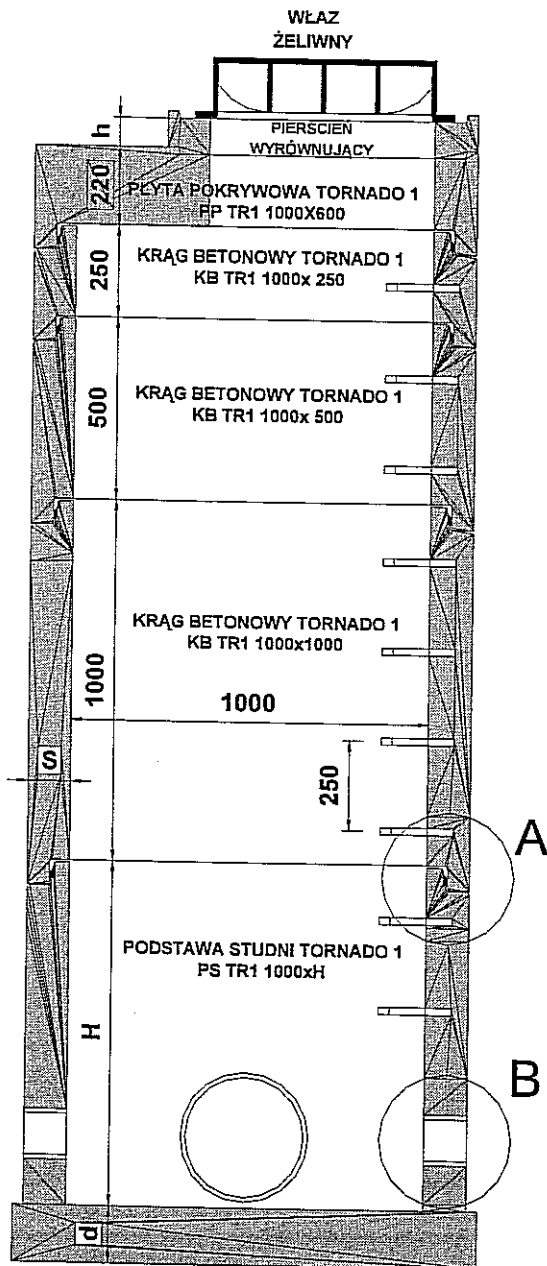 WŁAZ
ŻELIWNY
h
PIERSCIEŃ
WYRÓWNUJĄCY
220
PŁYTA POKRYWOWA TORNADO 1
PP TR1 1000X600
250
KRĄG BETONOWY TORNADO 1
KB TR1 1000x 250
500
KRĄG BETONOWY TORNADO 1
KB TR1 1000x 500
1000
KRĄG BETONOWY TORNADO 1
KB TR1 1000x1000
1000
S
250
A
PODSTAWA STUDNI TORNADO 1
PS TR1 1000xH
H
B
d